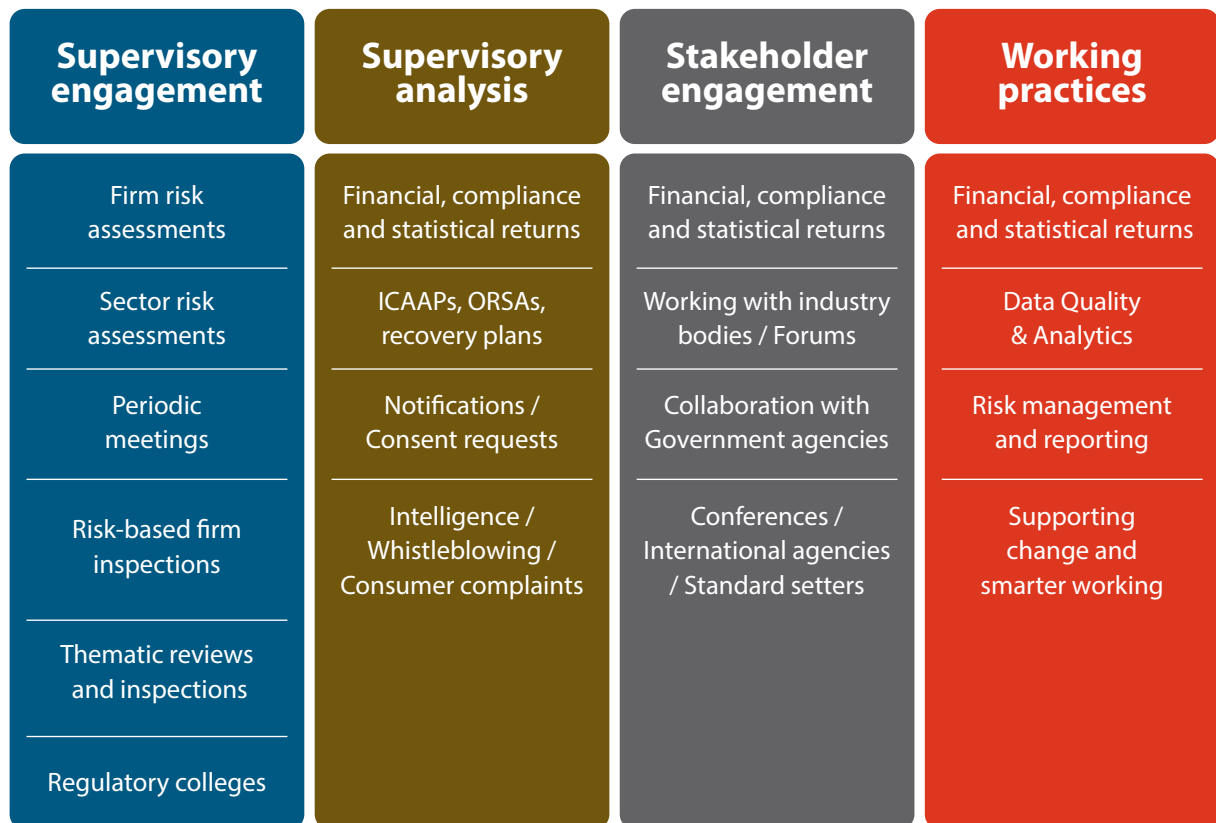 Supervisory
engagement
Firm risk
assessments
Sector risk
assessments
Periodic
meetings
Risk-based firm
inspections
Thematic reviews
and inspections
Regulatory colleges
Supervisory
analysis
Financial, compliance
and statistical returns
ICAAPs, ORSAs,
recovery plans
Notifications /
Consent requests
Intelligence /
Whistleblowing /
Consumer complaints
Stakeholder
engagement
Financial, compliance
and statistical returns
Working with industry
bodies / Forums
Collaboration with
Government agencies
Conferences /
International agencies
/ Standard setters
Working
practices
Financial, compliance
and statistical returns
Data Quality
& Analytics
Risk management
and reporting
Supporting
change and
smarter working